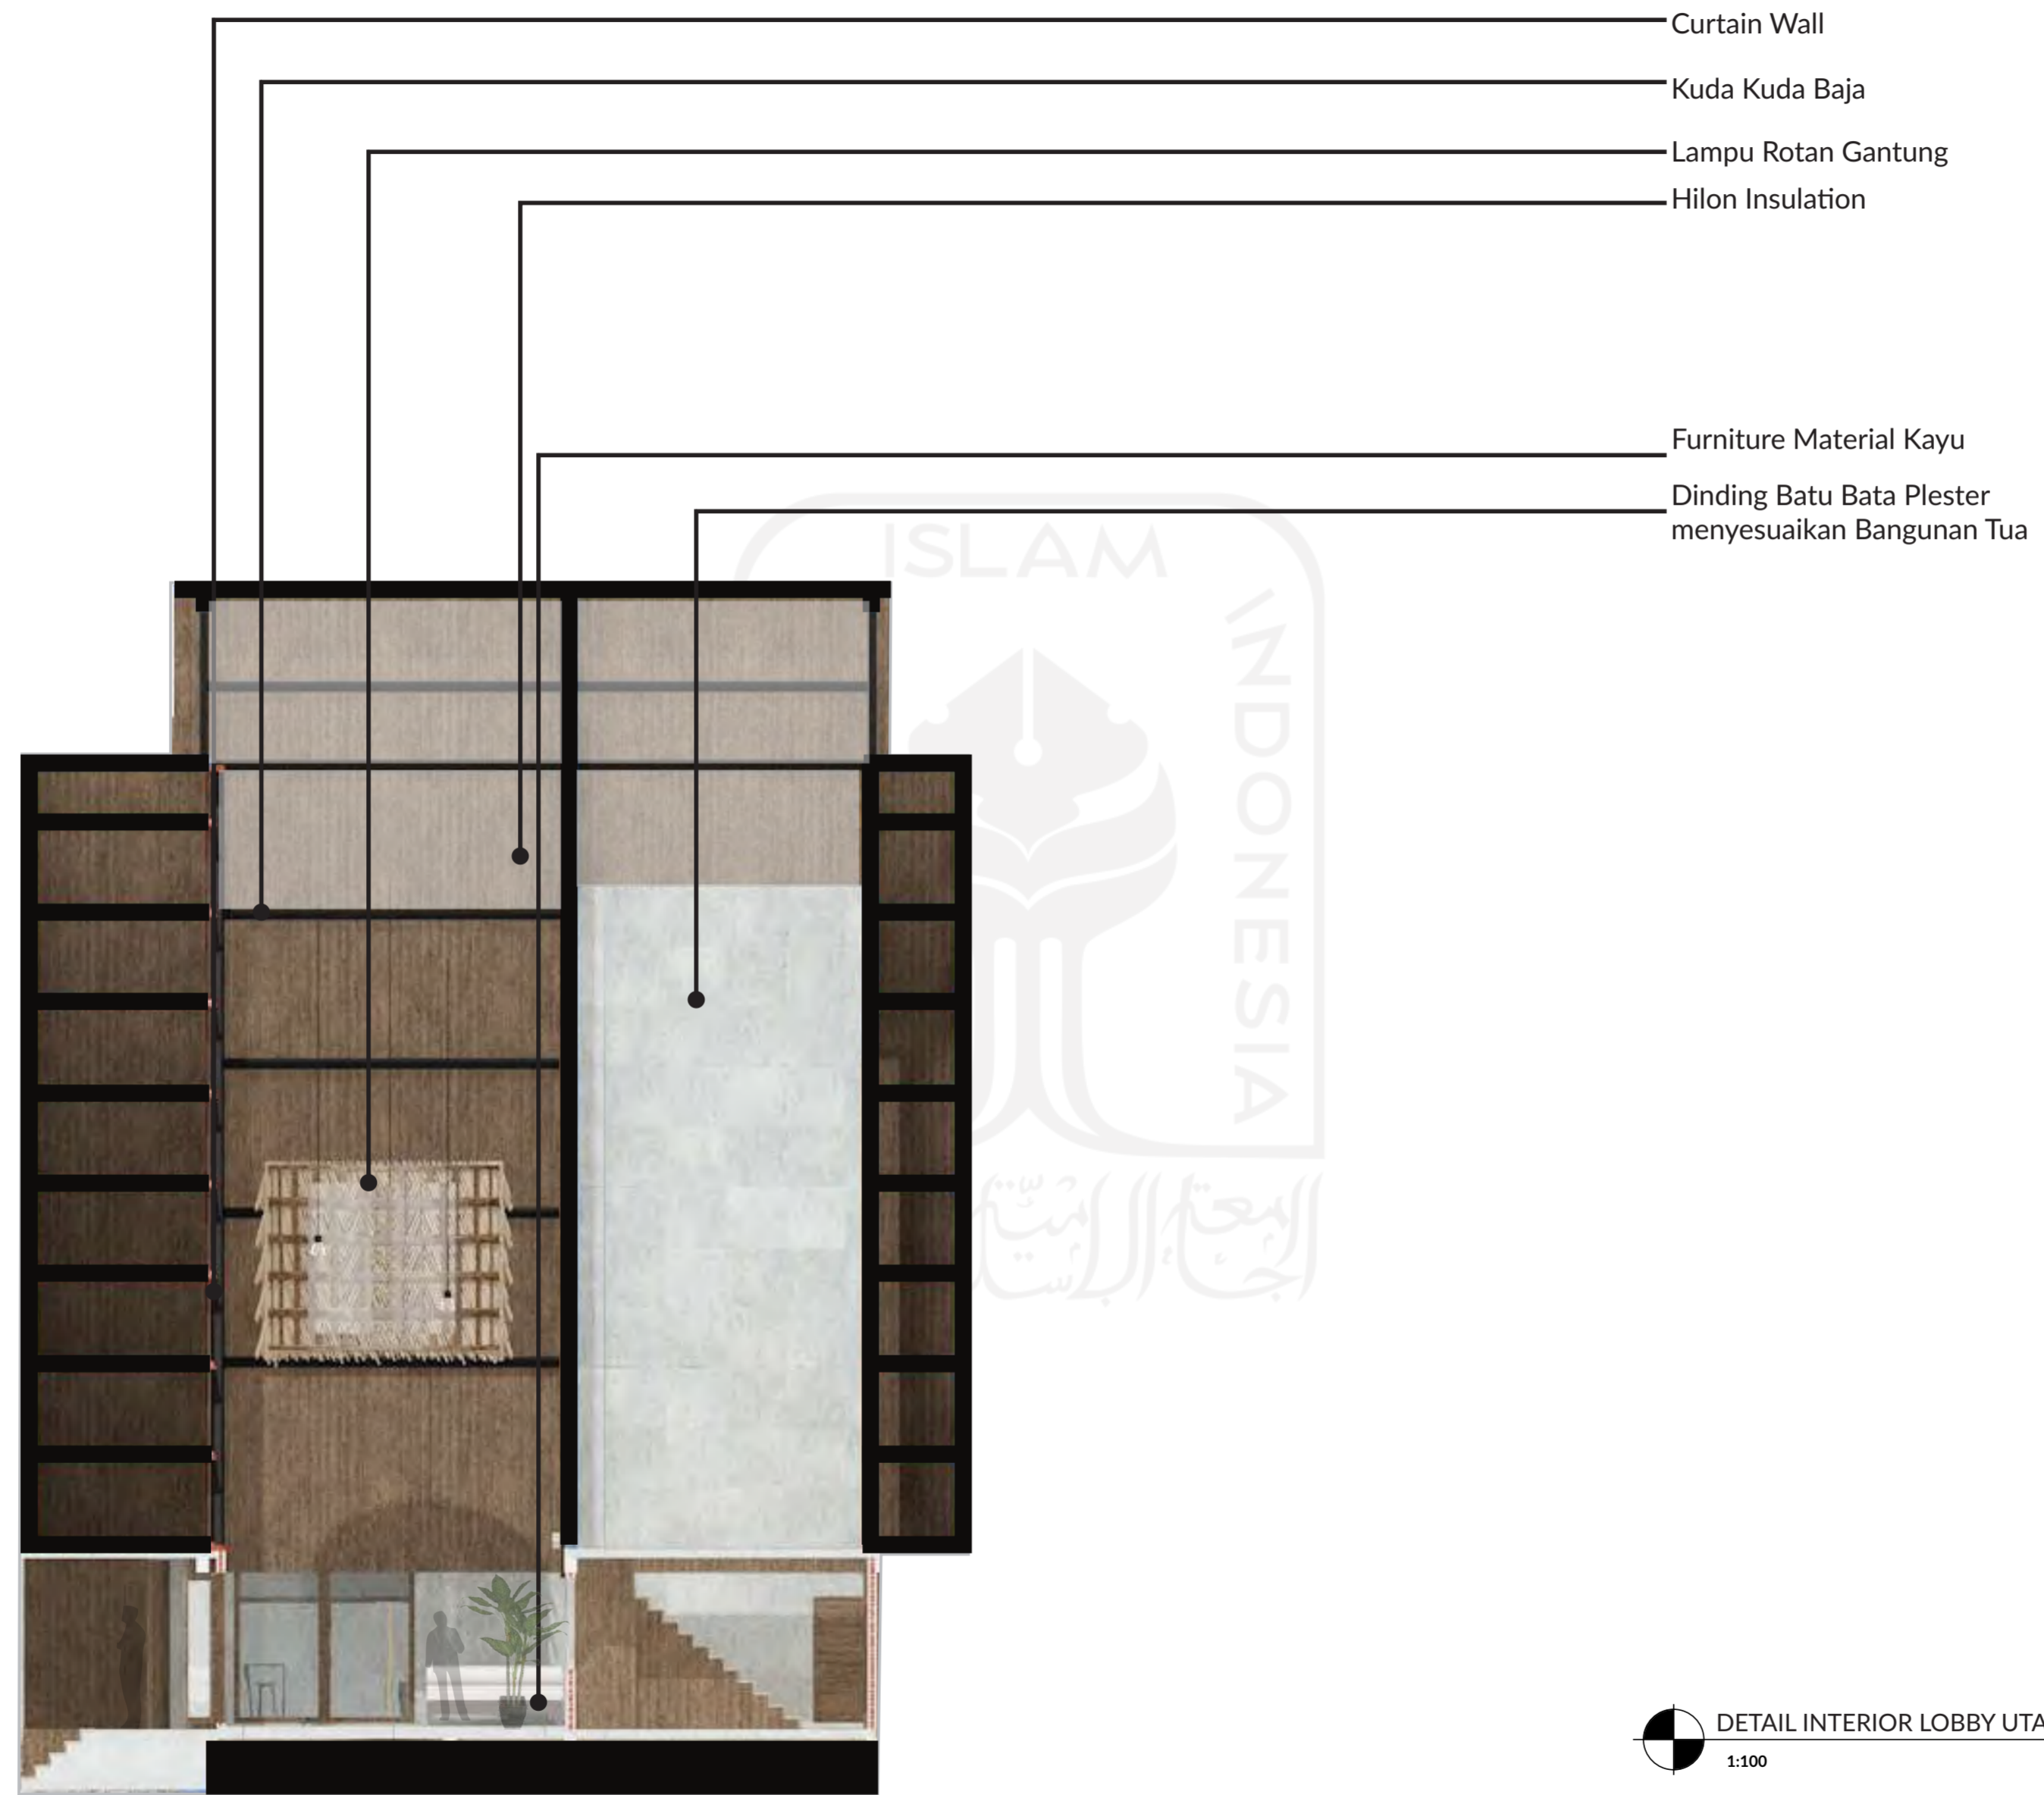 Curtain Wall
Kuda Kuda Baja
Lampu Rotan Gantung
Hilon Insulation
Furniture Material Kayu
Dinding Batu Bata Plester
menyesuaikan Bangunan Tua
ISLAM
INDONESIA
DETAIL INTERIOR LOBBY UTA
1:100